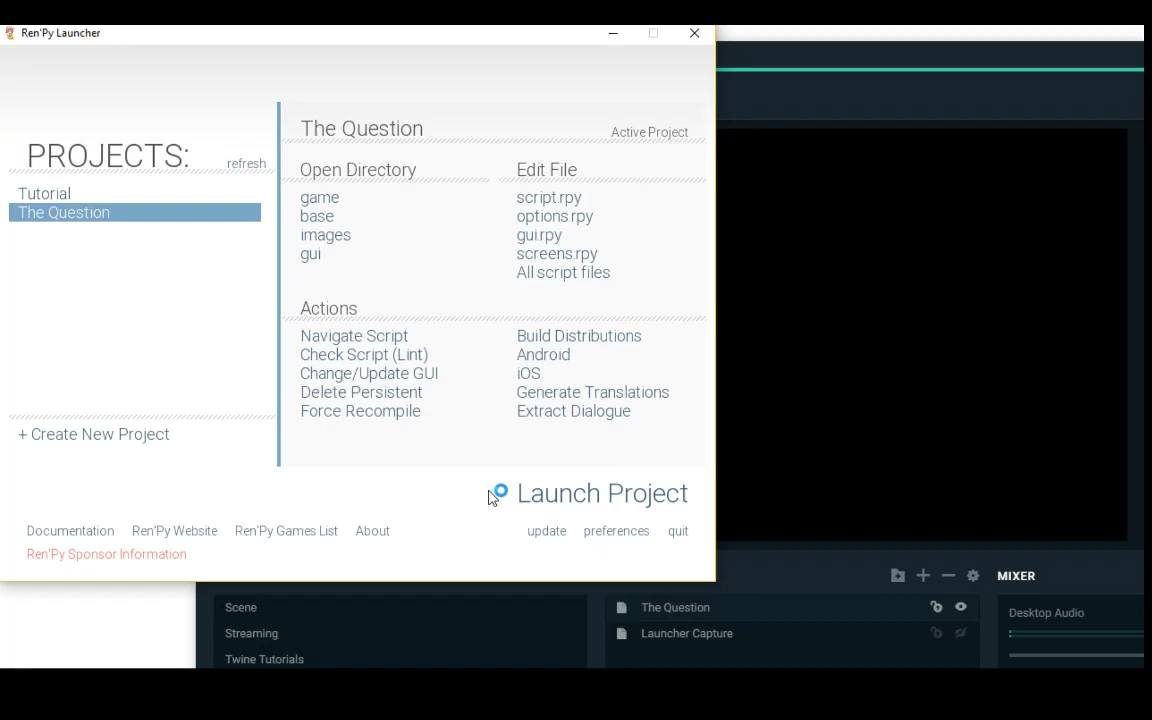 Ren'Py Launcher
PROJECTS:
refresh
Tutorial
The Question
+ Create New Project
The Question
Active Project
Open Directory
game
base
images
gui
Edit File
script.rpy
options.rpy
gui.rpy
screens.rpy
All script files
Actions
Navigate Script
Check Script (Lint)
Change/Update GUI
Delete Persistent
Force Recompile
Build Distributions
Android
iOS
Generate Translations
Extract Dialogue
Launch Project
Documentation
Ren'Py Website
Ren'Py Games List
About
update
preferences
quit
Ren'Py Sponsor Information
Scene
Streaming
Twine Tutorials
The Question
Launcher Capture
MIXER
Desktop Audio